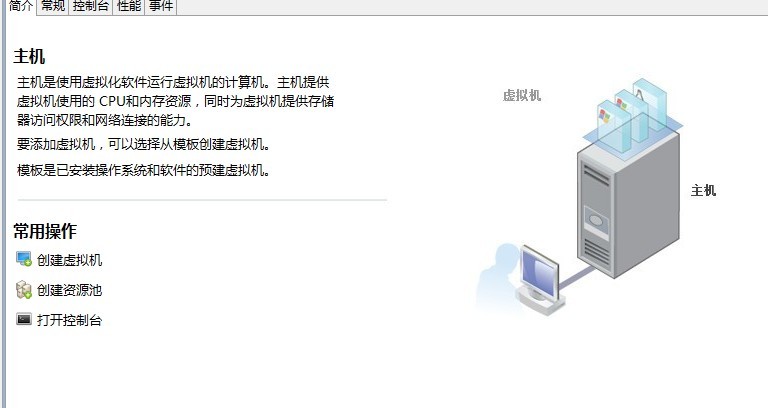 简介 常规 控制台 性能 事件
主机
主机是使用虚拟化软件运行虚拟机的计算机。主机提供
虚拟机使用的 CPU和内存资源，同时为虚拟机提供存储
器访问权限和网络连接的能力。
要添加虚拟机，可以选择从模板创建虚拟机。
模板是已安装操作系统和软件的预建虚拟机。
常用操作
创建虚拟机
创建资源池
打开控制台
虚拟机
主机